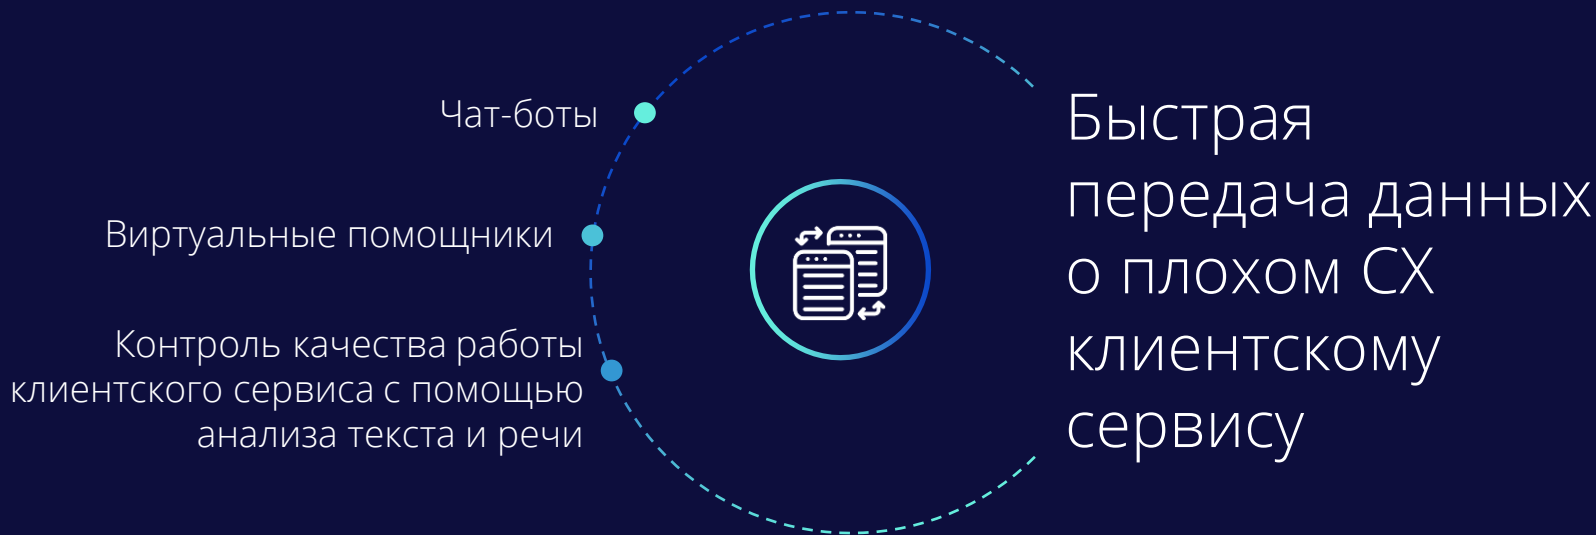 Чат-боты
Виртуальные помощники
Контроль качества работы
клиентского сервиса с помощью
анализа текста и речи
Быстрая
передача данных
о плохом CX
клиентскому
сервису